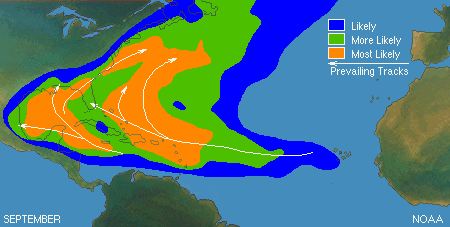 Likely
More Likely
Most Likely
Prevailing Tracks
SEPTEMBER
NOAA